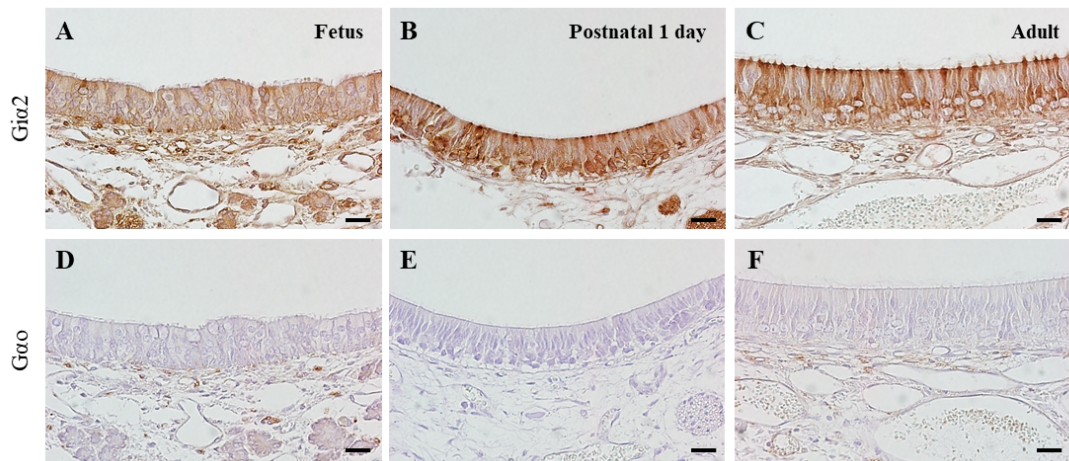 A Fetus
B Postnatal 1 day
C Adult
Giα2
D
E
F
Gαo